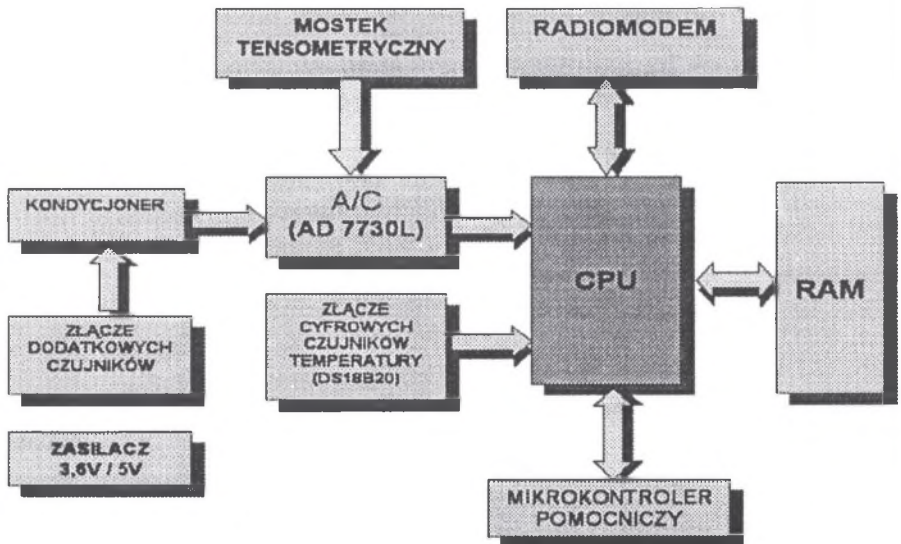 MOSTEK
TENSOMETRYCZNY
RADIOMODEM
KONDYCJONER
A/C
(AD 7730L)
CPU
RAM
ZŁĄCZE
DODATKOWYCH
CZUJNIKÓW
ZŁĄCZE
CYFROWYCH
CZUJNIKÓW
TEMPERATURY
(DS18B20)
ZASILACZ
3,6V / 5V
MIKROKONTROLER
POMOCNICZY